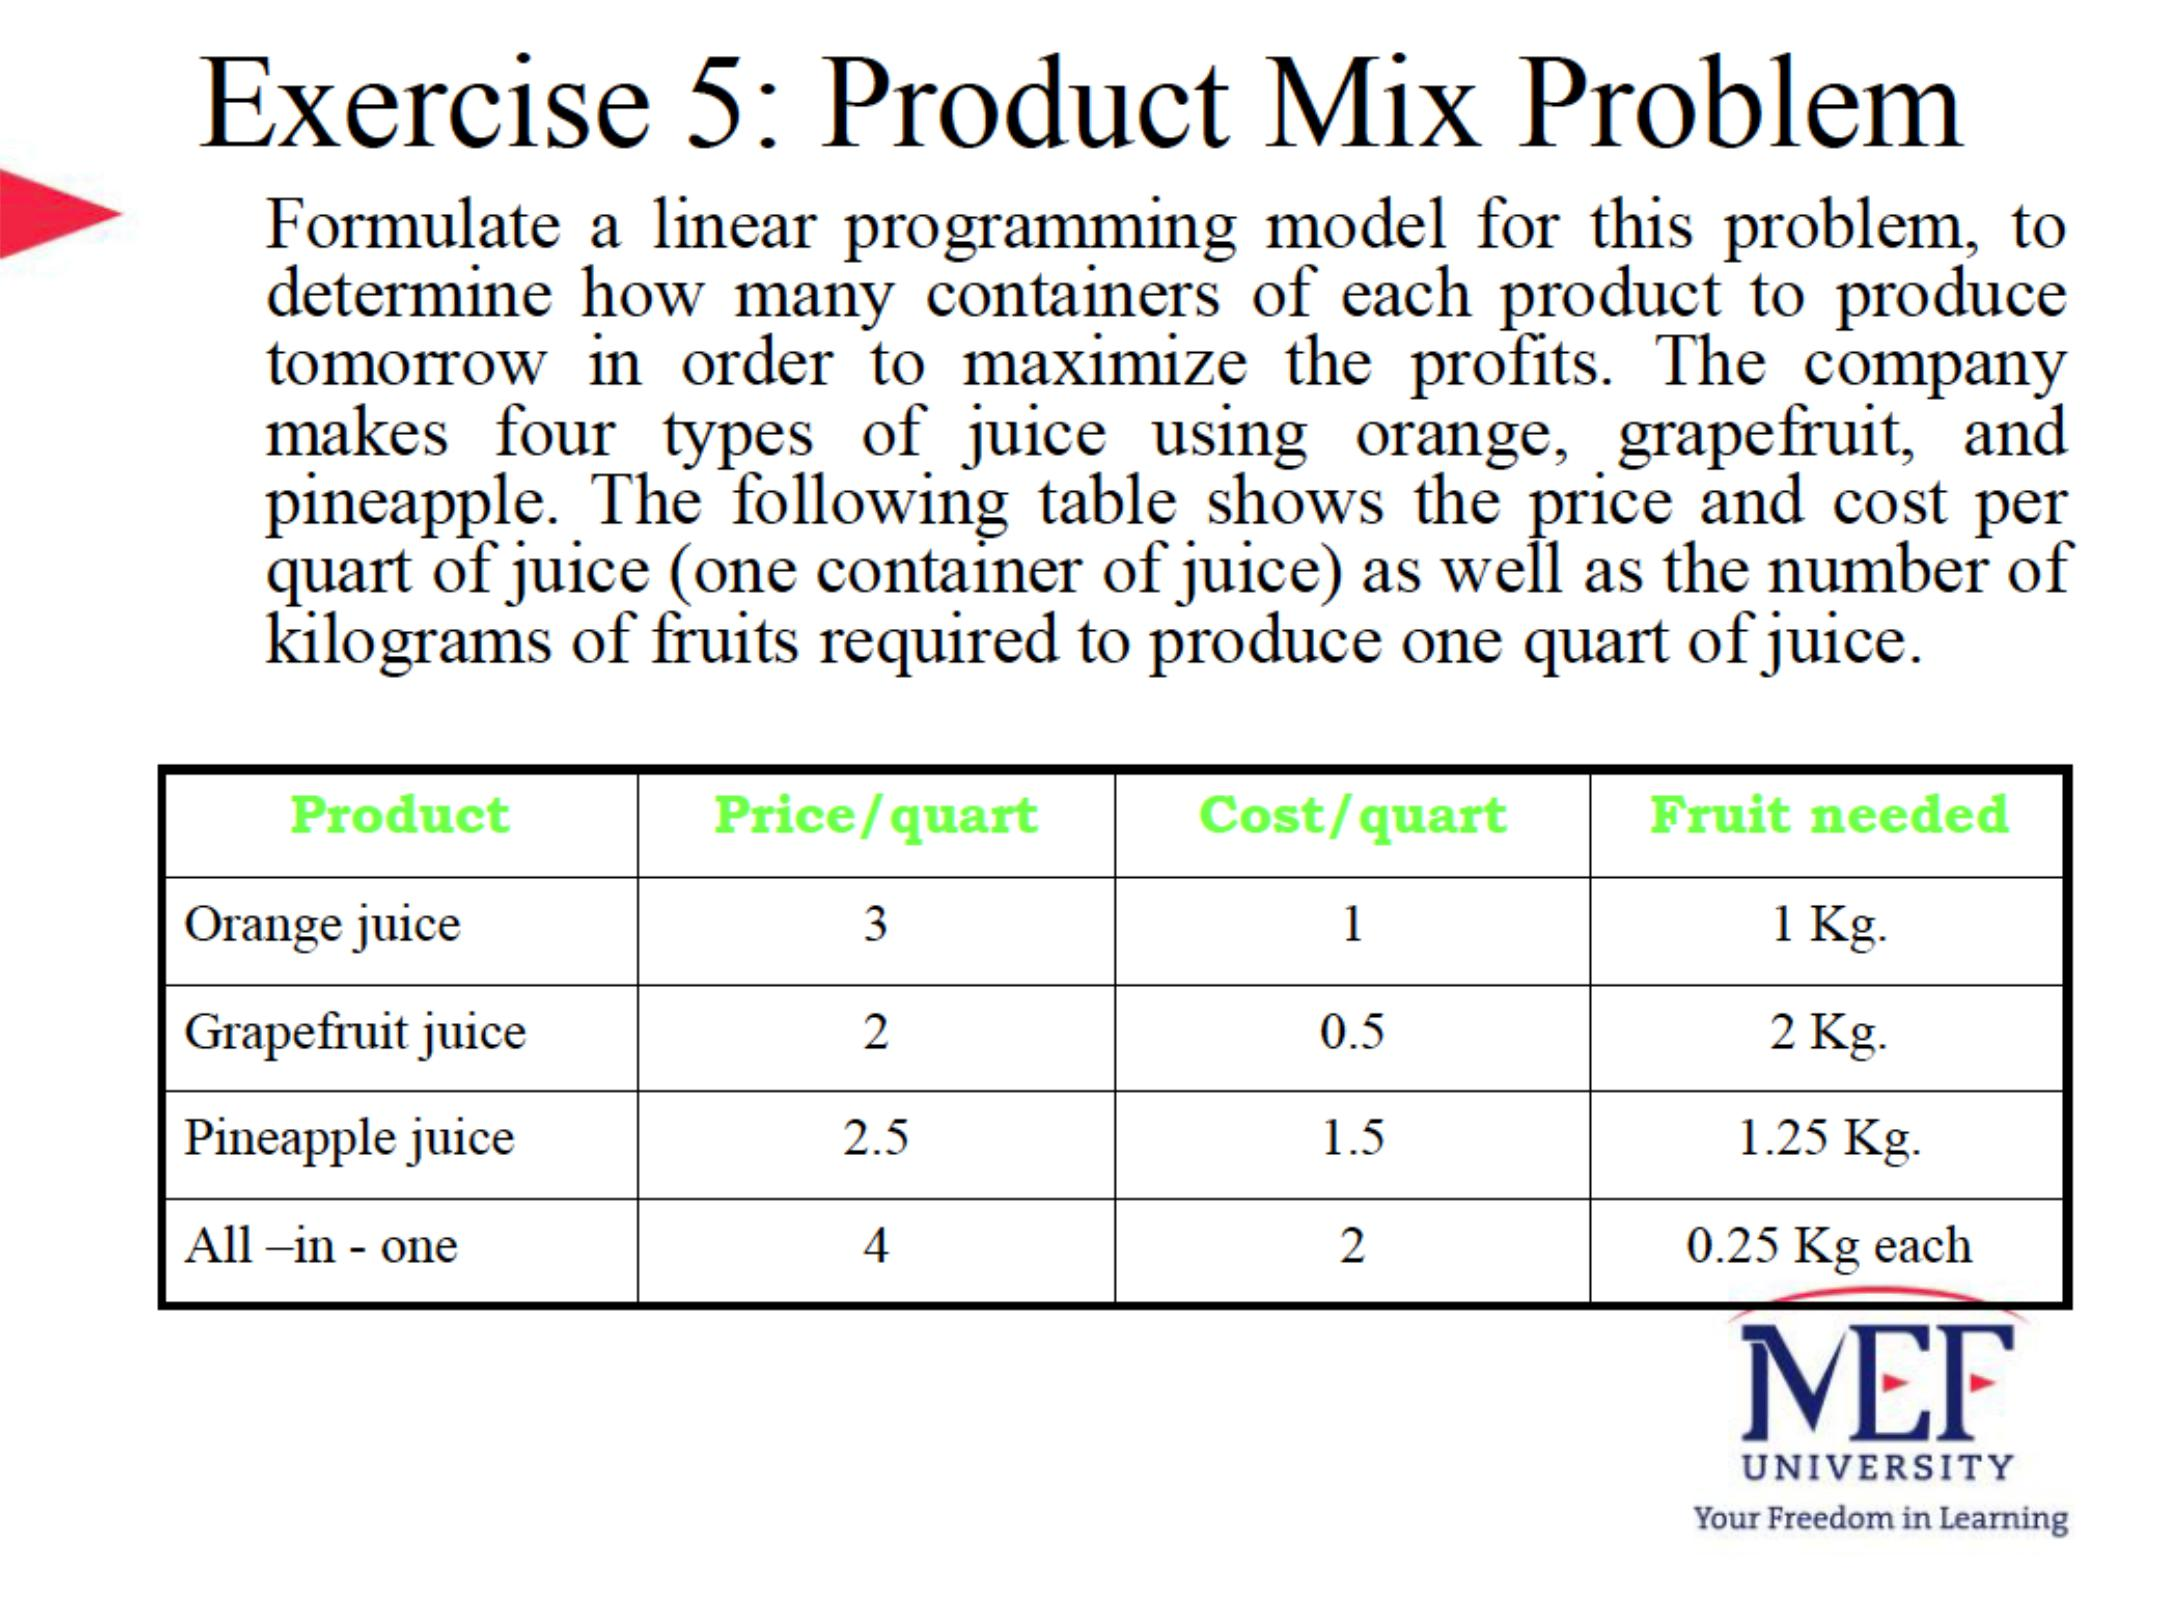 Exercise 5: Product Mix Problem
Formulate a linear programming model for this problem, to
determine how many containers of each product to produce
tomorrow in order to maximize the profits. The company
makes four types of juice using orange, grapefruit, and
pineapple. The following table shows the price and cost per
quart of juice (one container of juice) as well as the number of
kilograms of fruits required to produce one quart of juice.
Product Price/quart Cost/quart Fruit needed
Orange juice 3 1 1 Kg.
Grapefruit juice 2 0.5 2 Kg.
Pineapple juice 2.5 1.5 1.25 Kg.
All –in - one 4 2 0.25 Kg each
MEF
UNIVERSITY
Your Freedom in Learning